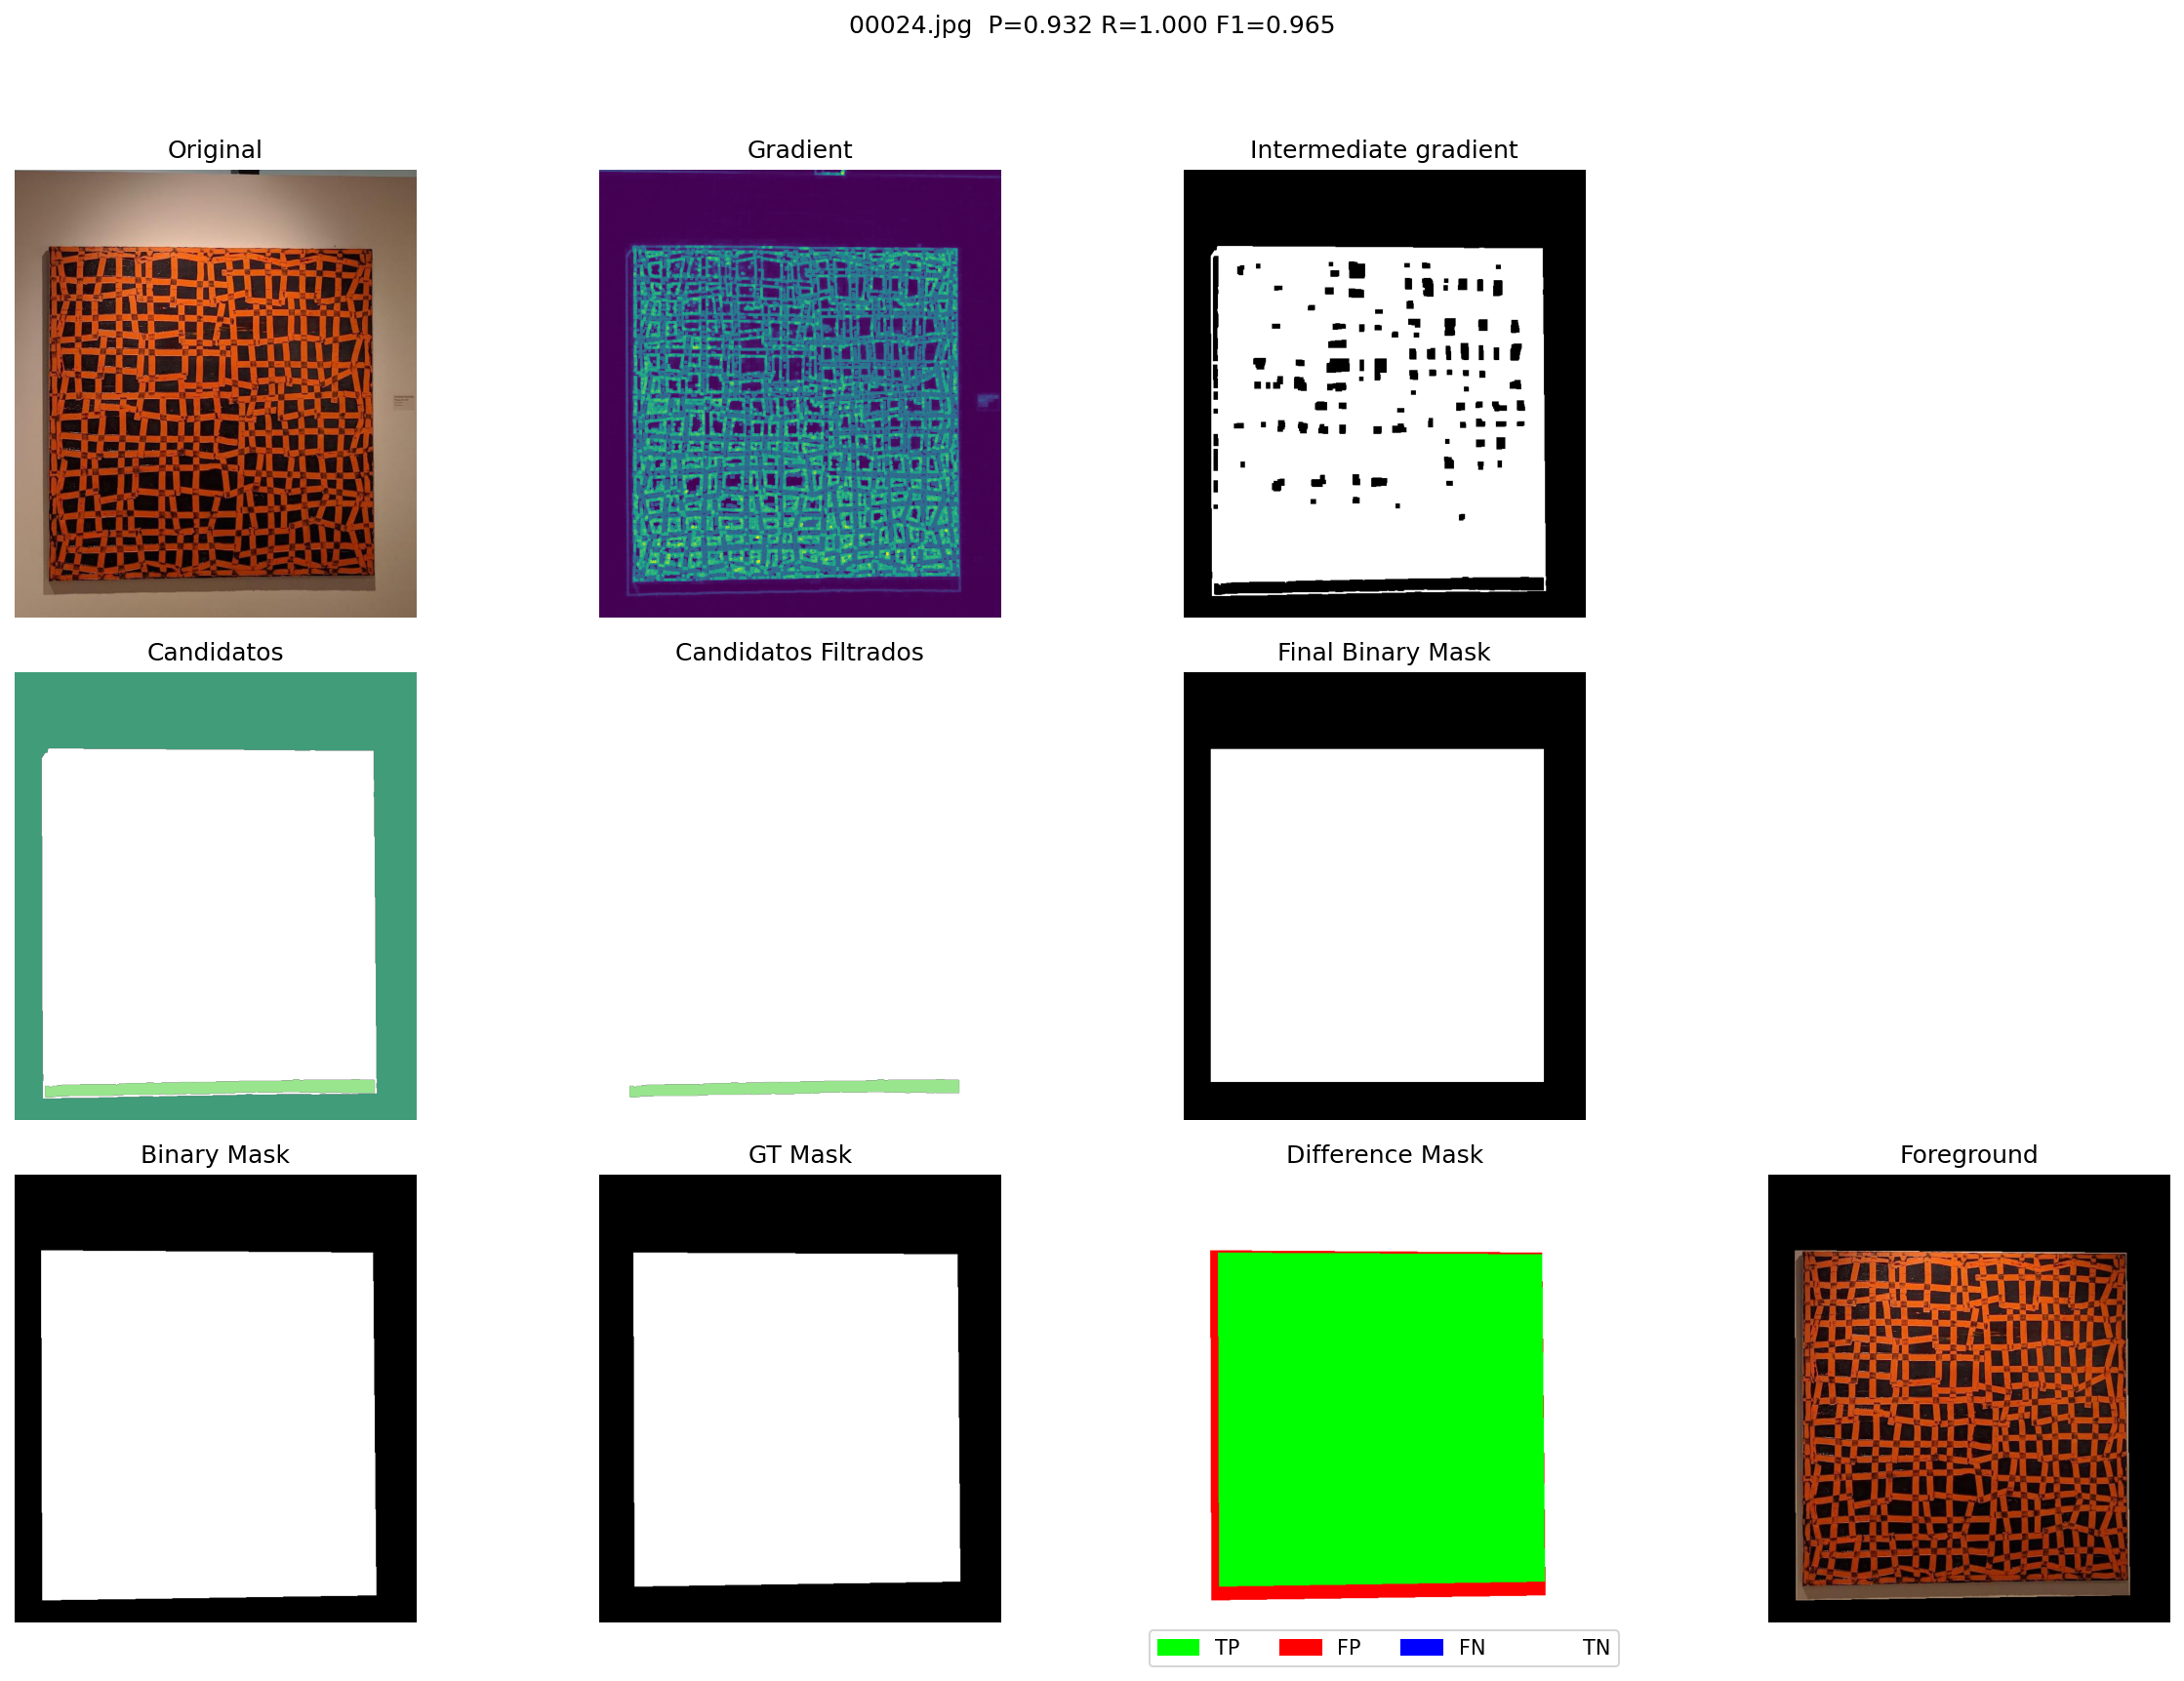 00024.jpg  P=0.932 R=1.000 F1=0.965
Original
Gradient
Intermediate gradient
Candidatos
Candidatos Filtrados
Final Binary Mask
Binary Mask
GT Mask
Difference Mask
Foreground
TP
FP
FN
TN